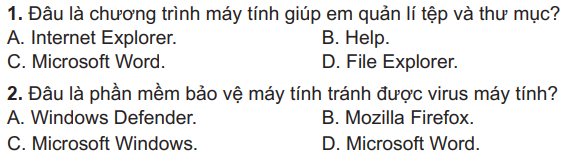 1. Đâu là chương trình máy tính giúp em quản lí tệp và thư mục?
A. Internet Explorer. B. Help.
C. Microsoft Word. D. File Explorer.
2. Đâu là phần mềm bảo vệ máy tính tránh được virus máy tính?
A. Windows Defender. B. Mozilla Firefox.
C. Microsoft Windows. D. Microsoft Word.